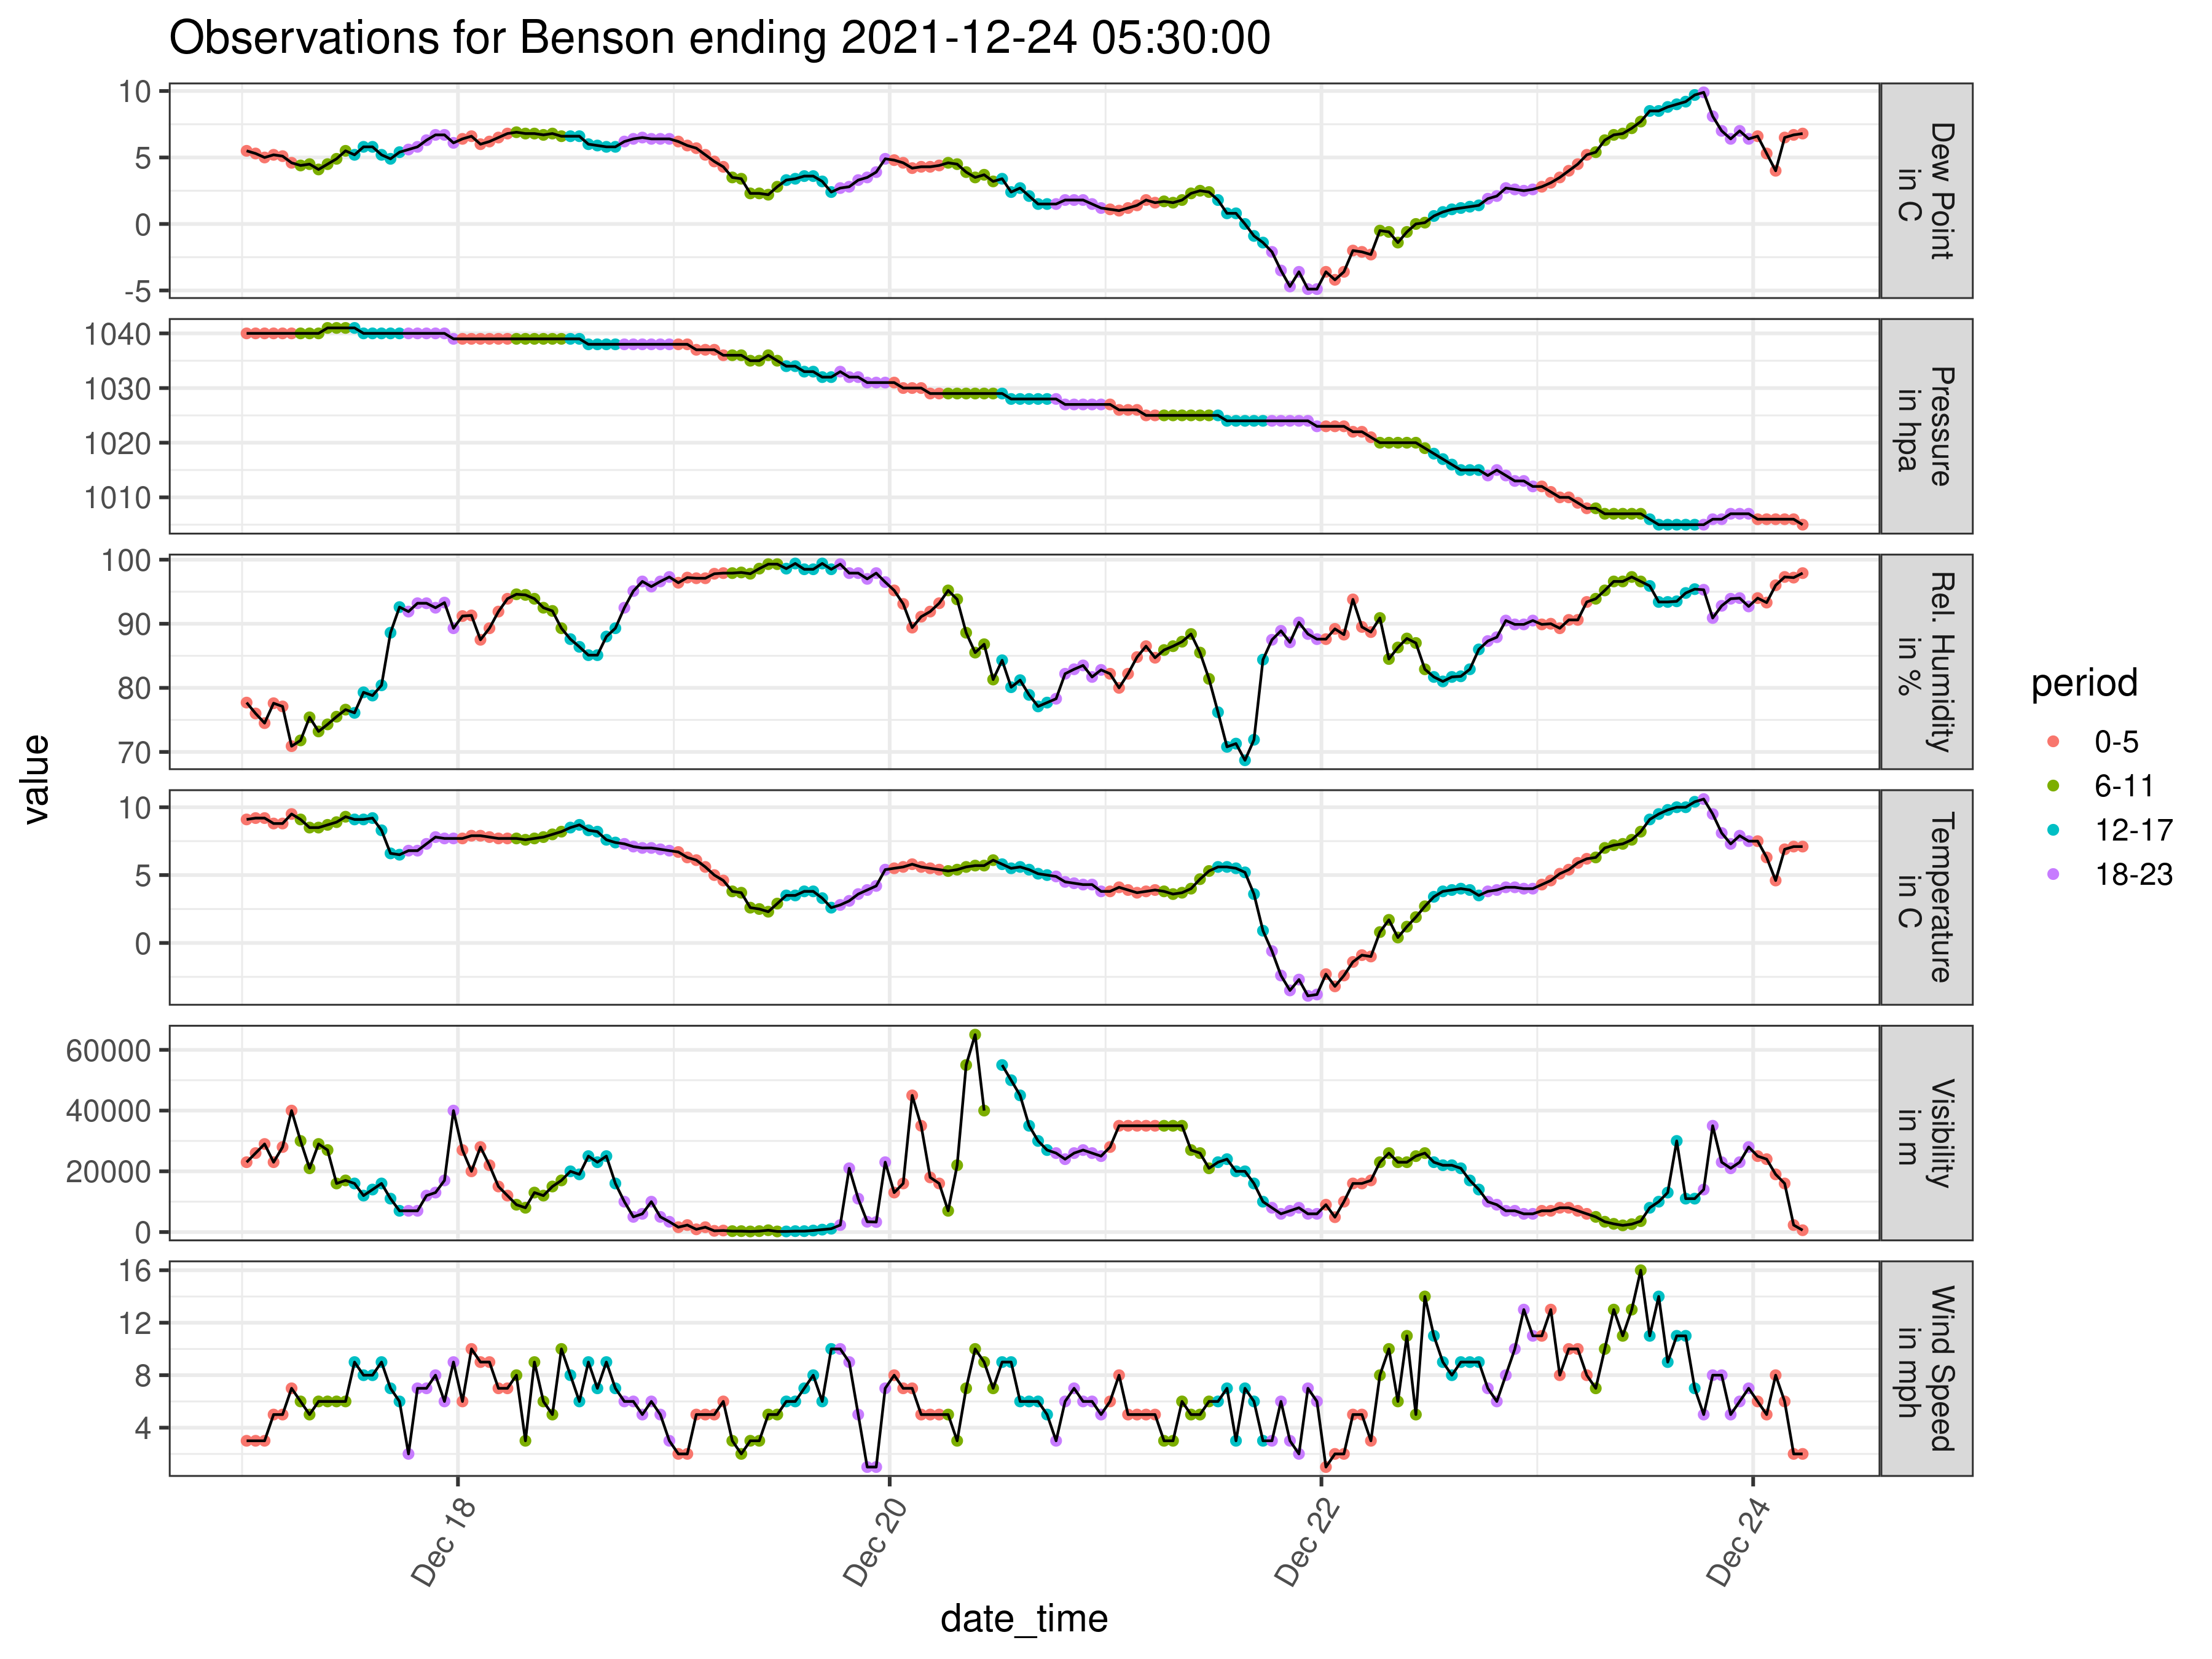 Observations for Benson ending 2021-12-24 05:30:00
value
10
5
0
-5
Dew Point
in C
1040
1030
1020
1010
Pressure
in hpa
100
90
80
70
Rel. Humidity
in %
10
5
0
Temperature
in C
60000
40000
20000
0
Visibility
in m
16
12
8
4
Wind Speed
in mph
Dec 18
Dec 20
Dec 22
Dec 24
date_time
period
0-5
6-11
12-17
18-23